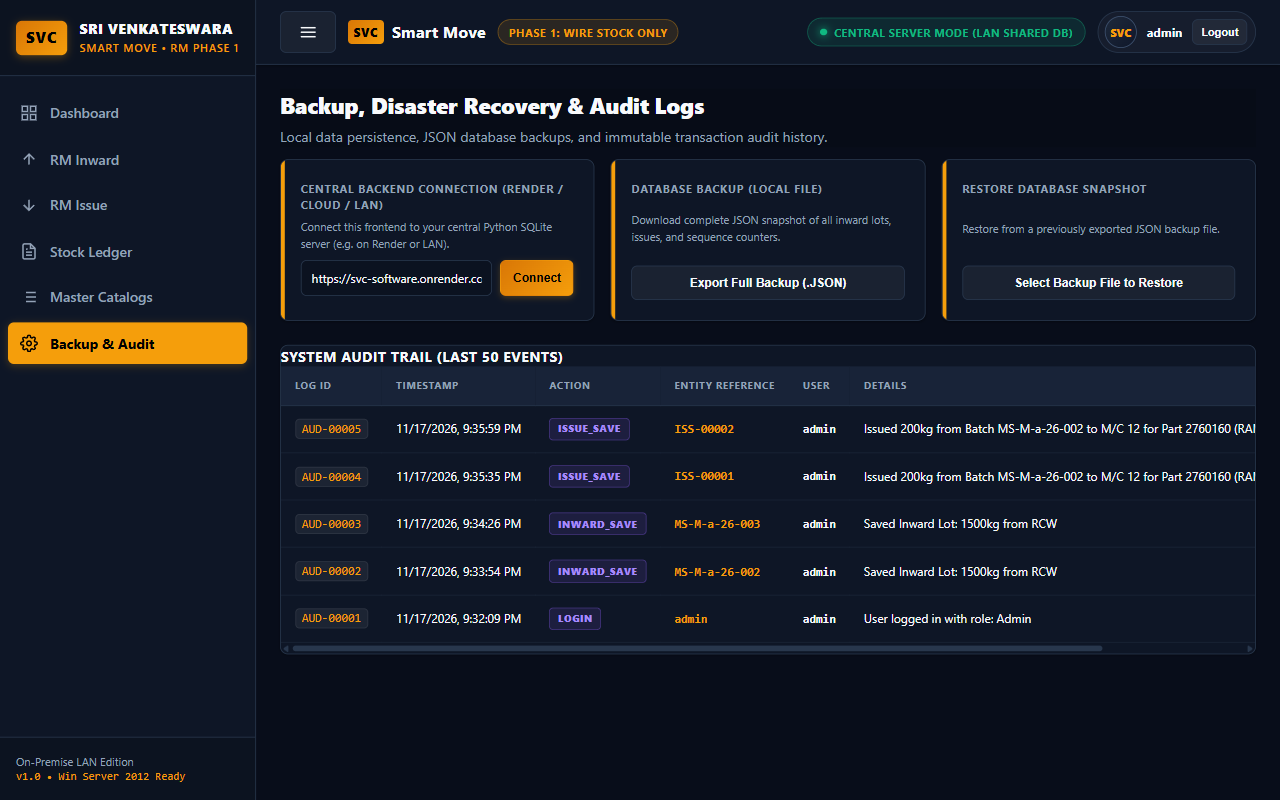 SVC
SRI VENKATESWARA
SMART MOVE • RM PHASE 1
Dashboard
RM Inward
RM Issue
Stock Ledger
Master Catalogs
Backup & Audit
On-Premise LAN Edition
v1.0 • Win Server 2012 Ready
SVC Smart Move PHASE 1: WIRE STOCK ONLY
CENTRAL SERVER MODE (LAN SHARED DB)
SVC admin Logout
Backup, Disaster Recovery & Audit Logs
Local data persistence, JSON database backups, and immutable transaction audit history.
CENTRAL BACKEND CONNECTION (RENDER /
CLOUD / LAN)
Connect this frontend to your central Python SQLite
server (e.g. on Render or LAN).
https://svc-software.onrender.cc Connect
DATABASE BACKUP (LOCAL FILE)
Download complete JSON snapshot of all inward lots,
issues, and sequence counters.
Export Full Backup (.JSON)
RESTORE DATABASE SNAPSHOT
Restore from a previously exported JSON backup file.
Select Backup File to Restore
SYSTEM AUDIT TRAIL (LAST 50 EVENTS)
LOG ID TIMESTAMP ACTION ENTITY REFERENCE USER DETAILS
AUD-00005 11/17/2026, 9:35:59 PM ISSUE_SAVE ISS-00002 admin Issued 200kg from Batch MS-M-a-26-002 to M/C 12 for Part 2760160 (RAI
AUD-00004 11/17/2026, 9:35:35 PM ISSUE_SAVE ISS-00001 admin Issued 200kg from Batch MS-M-a-26-002 to M/C 12 for Part 2760160 (RAI
AUD-00003 11/17/2026, 9:34:26 PM INWARD_SAVE MS-M-a-26-003 admin Saved Inward Lot: 1500kg from RCW
AUD-00002 11/17/2026, 9:33:54 PM INWARD_SAVE MS-M-a-26-002 admin Saved Inward Lot: 1500kg from RCW
AUD-00001 11/17/2026, 9:32:09 PM LOGIN admin admin User logged in with role: Admin